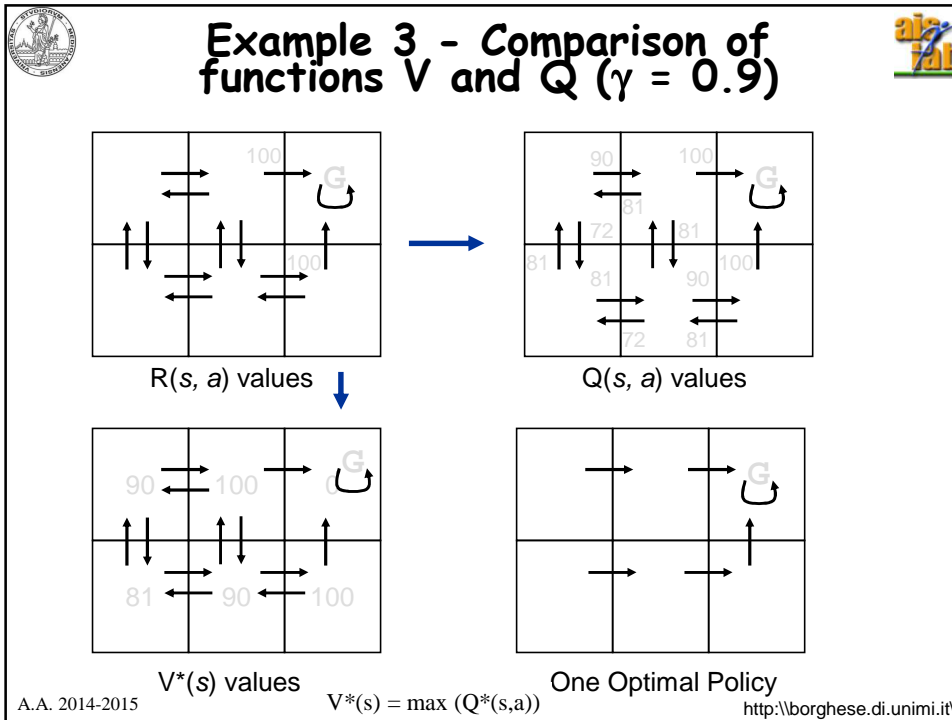 Example 3 - Comparison of
functions V and Q (γ = 0.9)
100
G
100
R(s, a) values
90
100
G
81
72
81
81
100
81
90
72
81
Q(s, a) values
90
100
0
G
81
90
100
V*(s) values
G
One Optimal Policy
A.A. 2014-2015
V*(s) = max (Q*(s,a))
http:\\borghese.di.unimi.it\